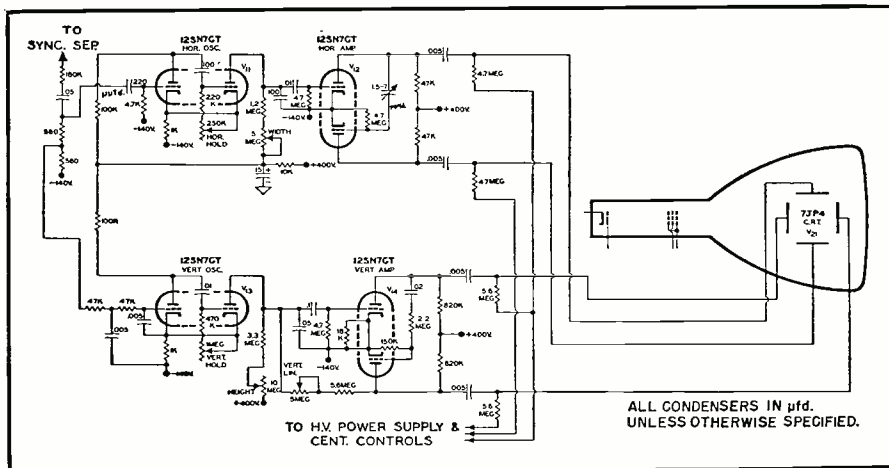 TO
SYNC. SEP.
180K
.05
560
560
-140V.
100K
220
μμfd.
4.7K
-140V.
12SN7GT
HOR. OSC.
100
V11
1K
-140V.
220
K
250K
HOR. HOLD
1.2
MEG
WIDTH
5
MEG
.15
10K
+400V.
12SN7GT
HOR. AMP
V12
.01
100
4.7
MEG
-140V.
1.5-7
μμfd.
4.7
MEG
47K
+400V.
47K
.005
4.7MEG
.005
4.7MEG
7JP4
C.R.T.
V21
100K
12SN7GT
VERT OSC.
.01
V13
47K
47K
.005
.005
1K
470
K
1MEG
VERT.
HOLD
3.3
MEG
HEIGHT
10
MEG
+400V.
12SN7GT
VERT AMP
V14
.1
.05
4.7
MEG
-140V.
18
K
150K
.02
2.2
MEG
VERT.
LIN.
5MEG
5.6MEG
820K
+400V.
820K
.005
5.6
MEG
.005
5.6
MEG
TO H.V. POWER SUPPLY &
CENT. CONTROLS
ALL CONDENSERS IN μfd.
UNLESS OTHERWISE SPECIFIED.